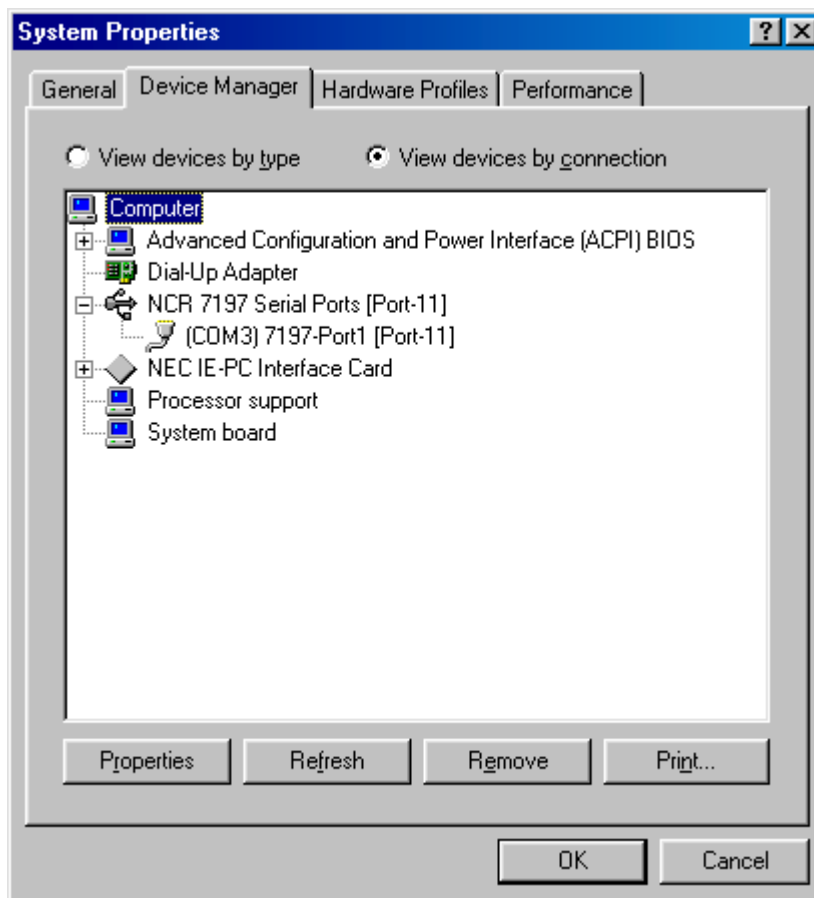 System Properties
General Device Manager Hardware Profiles Performance
View devices by type View devices by connection
Computer
Advanced Configuration and Power Interface (ACPI) BIOS
Dial-Up Adapter
NCR 7197 Serial Ports [Port-11]
(COM3) 7197-Port1 [Port-11]
NEC IE-PC Interface Card
Processor support
System board
Properties Refresh Remove Print...
OK Cancel